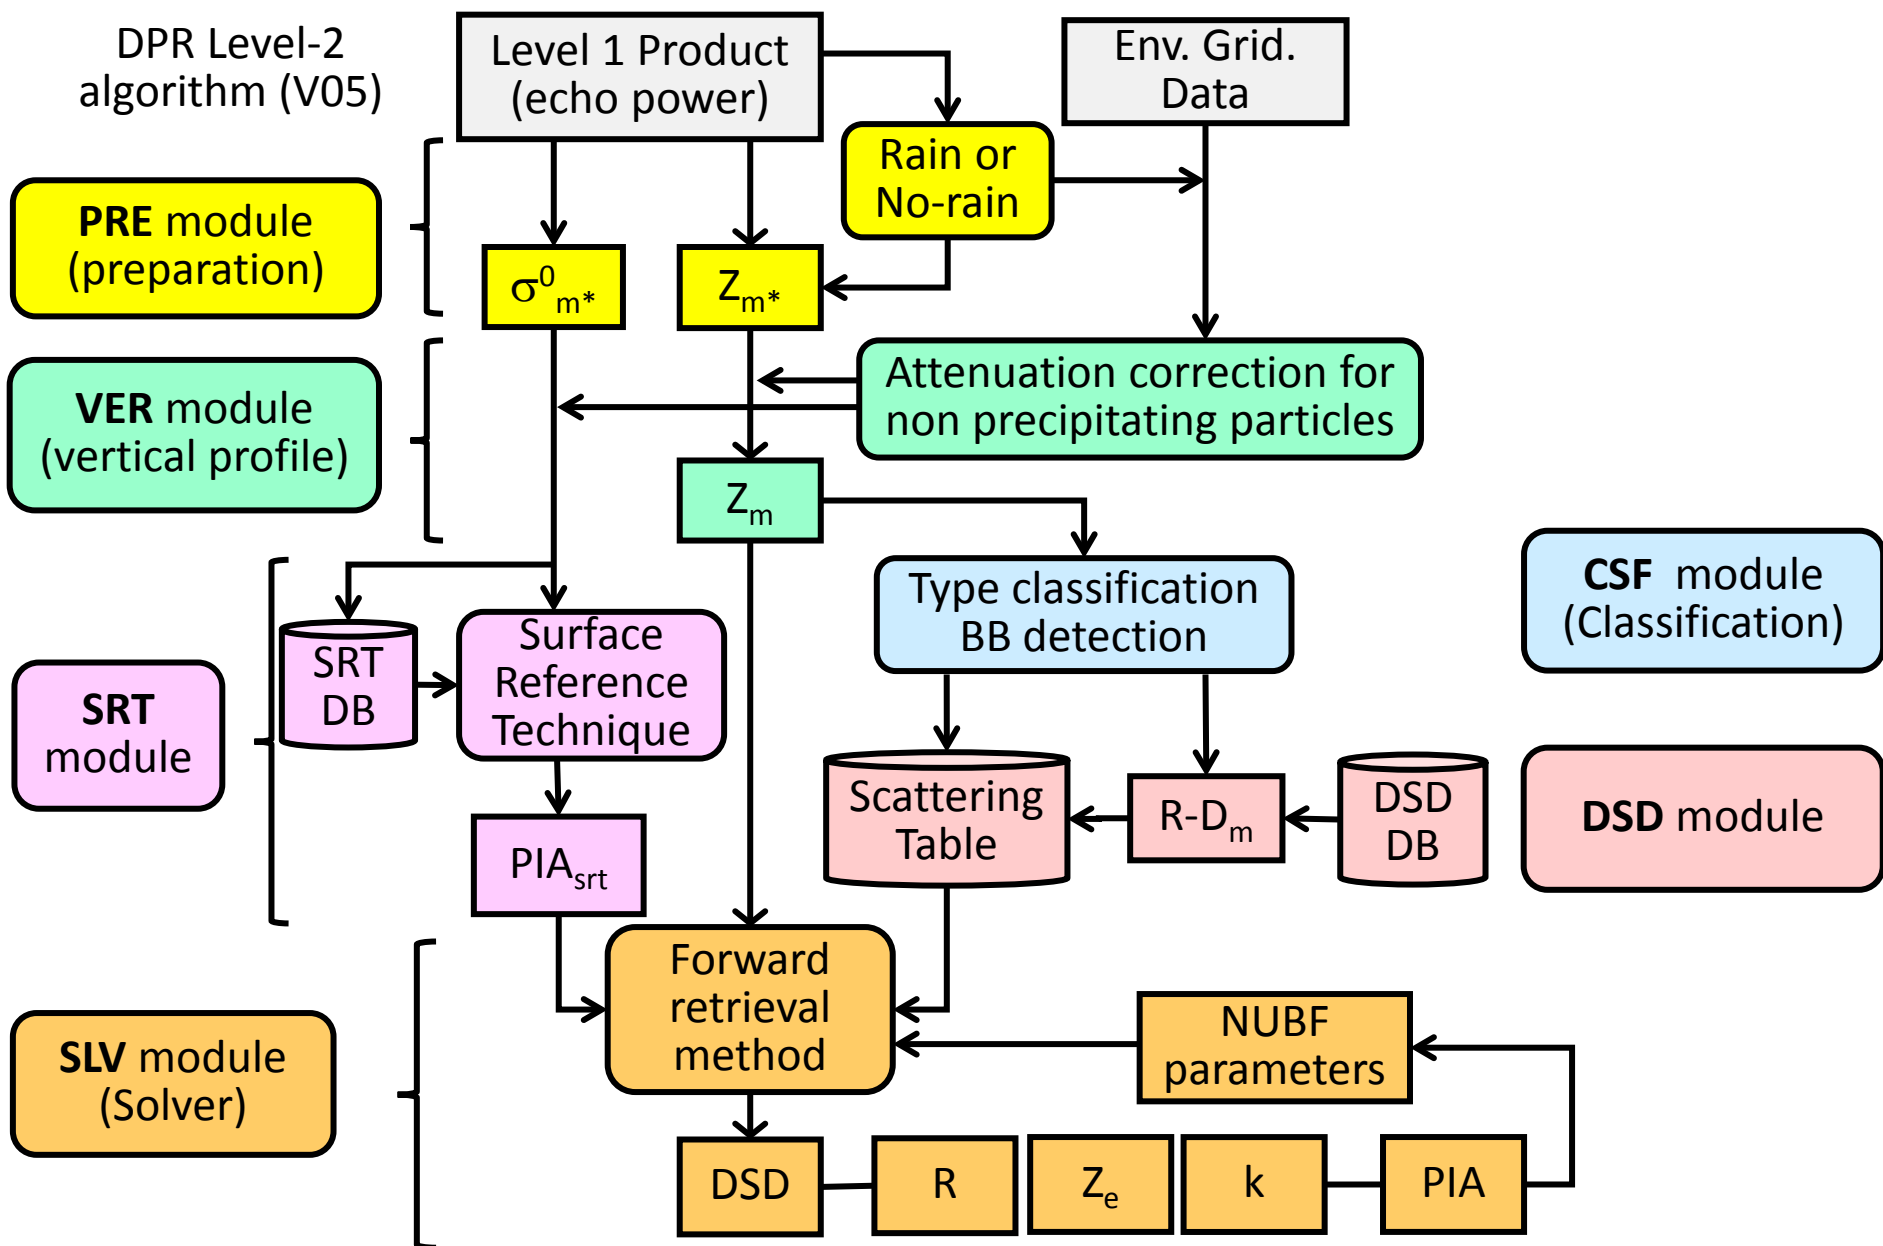 DPR Level-2
algorithm (V05)
Level 1 Product
(echo power)
Env. Grid.
Data
Rain or
No-rain
PRE module
(preparation)
σ⁰ₘ*
Zₘ*
VER module
(vertical profile)
Attenuation correction for
non precipitating particles
Zₘ
Type classification
BB detection
CSF module
(Classification)
SRT
module
SRT
DB
Surface
Reference
Technique
Scattering
Table
R-Dₘ
DSD
DB
DSD module
PIAₛᵣₜ
SLV module
(Solver)
Forward
retrieval
method
NUBF
parameters
DSD
R
Zₑ
k
PIA